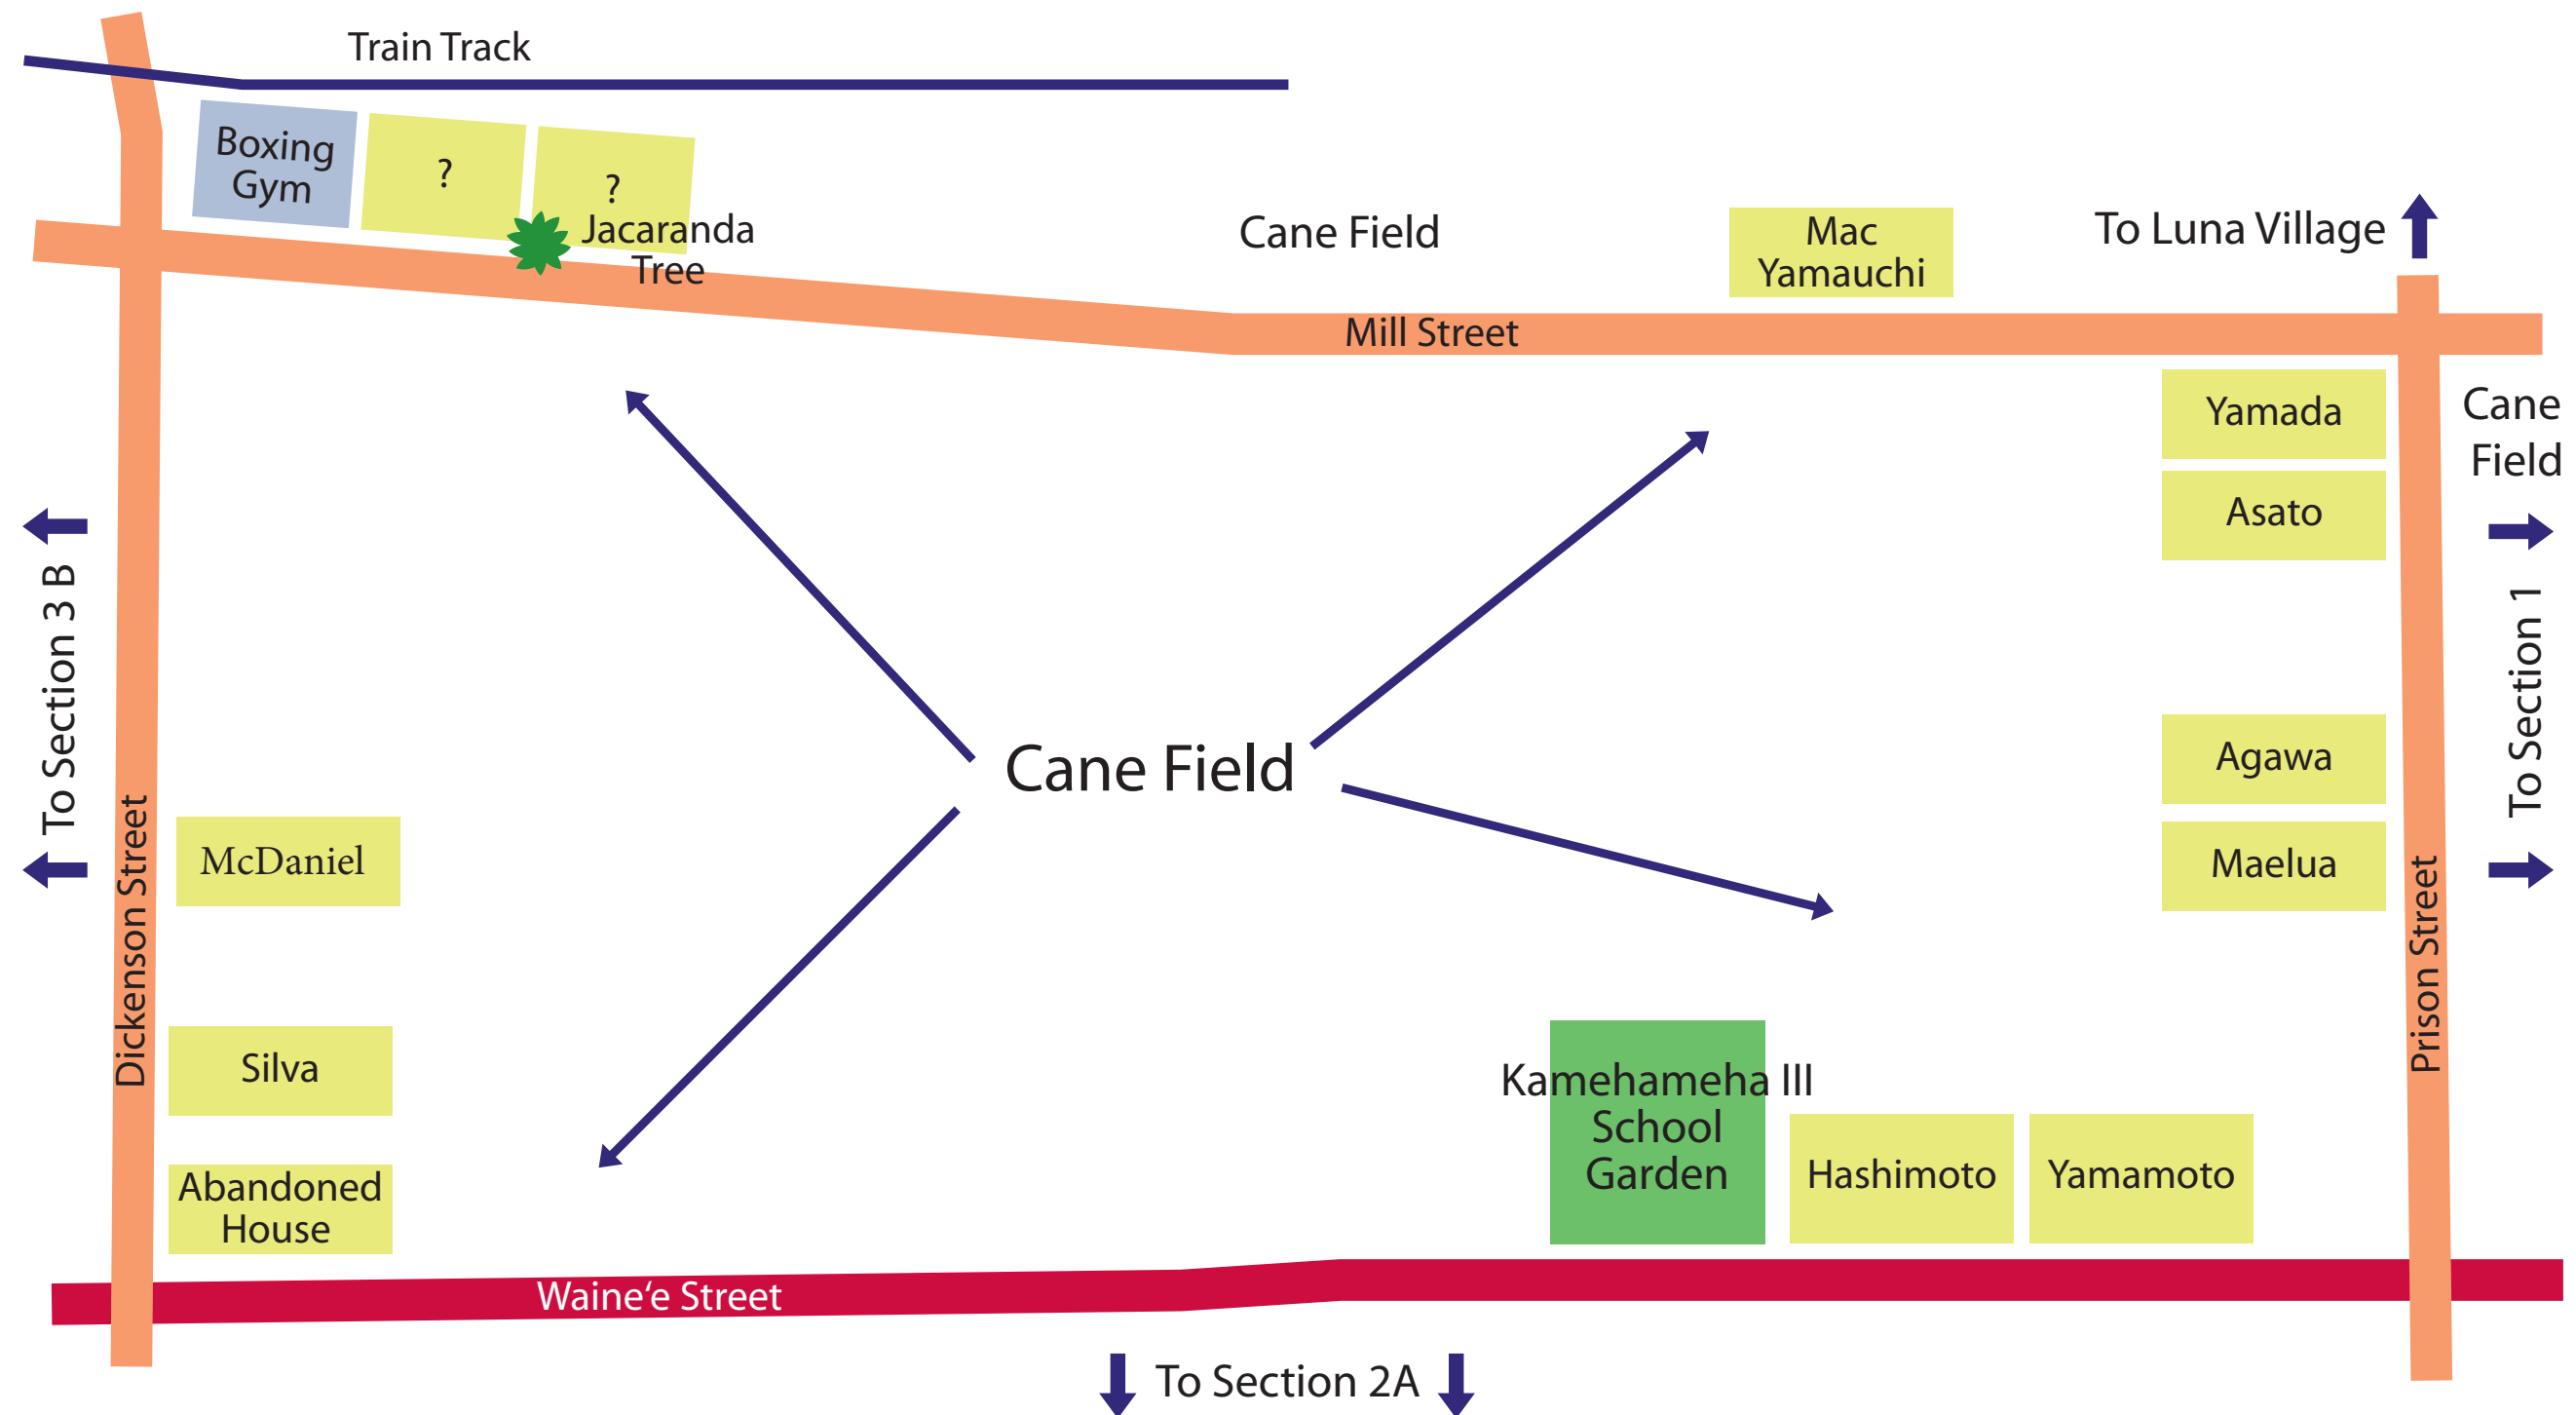 Train Track
Boxing
Gym
?
?
Jacaranda
Tree
Cane Field
Mac
Yamauchi
To Luna Village
Mill Street
Yamada
Cane
Field
Asato
To Section 3 B
To Section 1
Cane Field
Agawa
Maelua
McDaniel
Dickenson Street
Prison Street
Silva
Kamehameha III
School
Garden
Hashimoto
Yamamoto
Abandoned
House
Waine‘e Street
To Section 2A